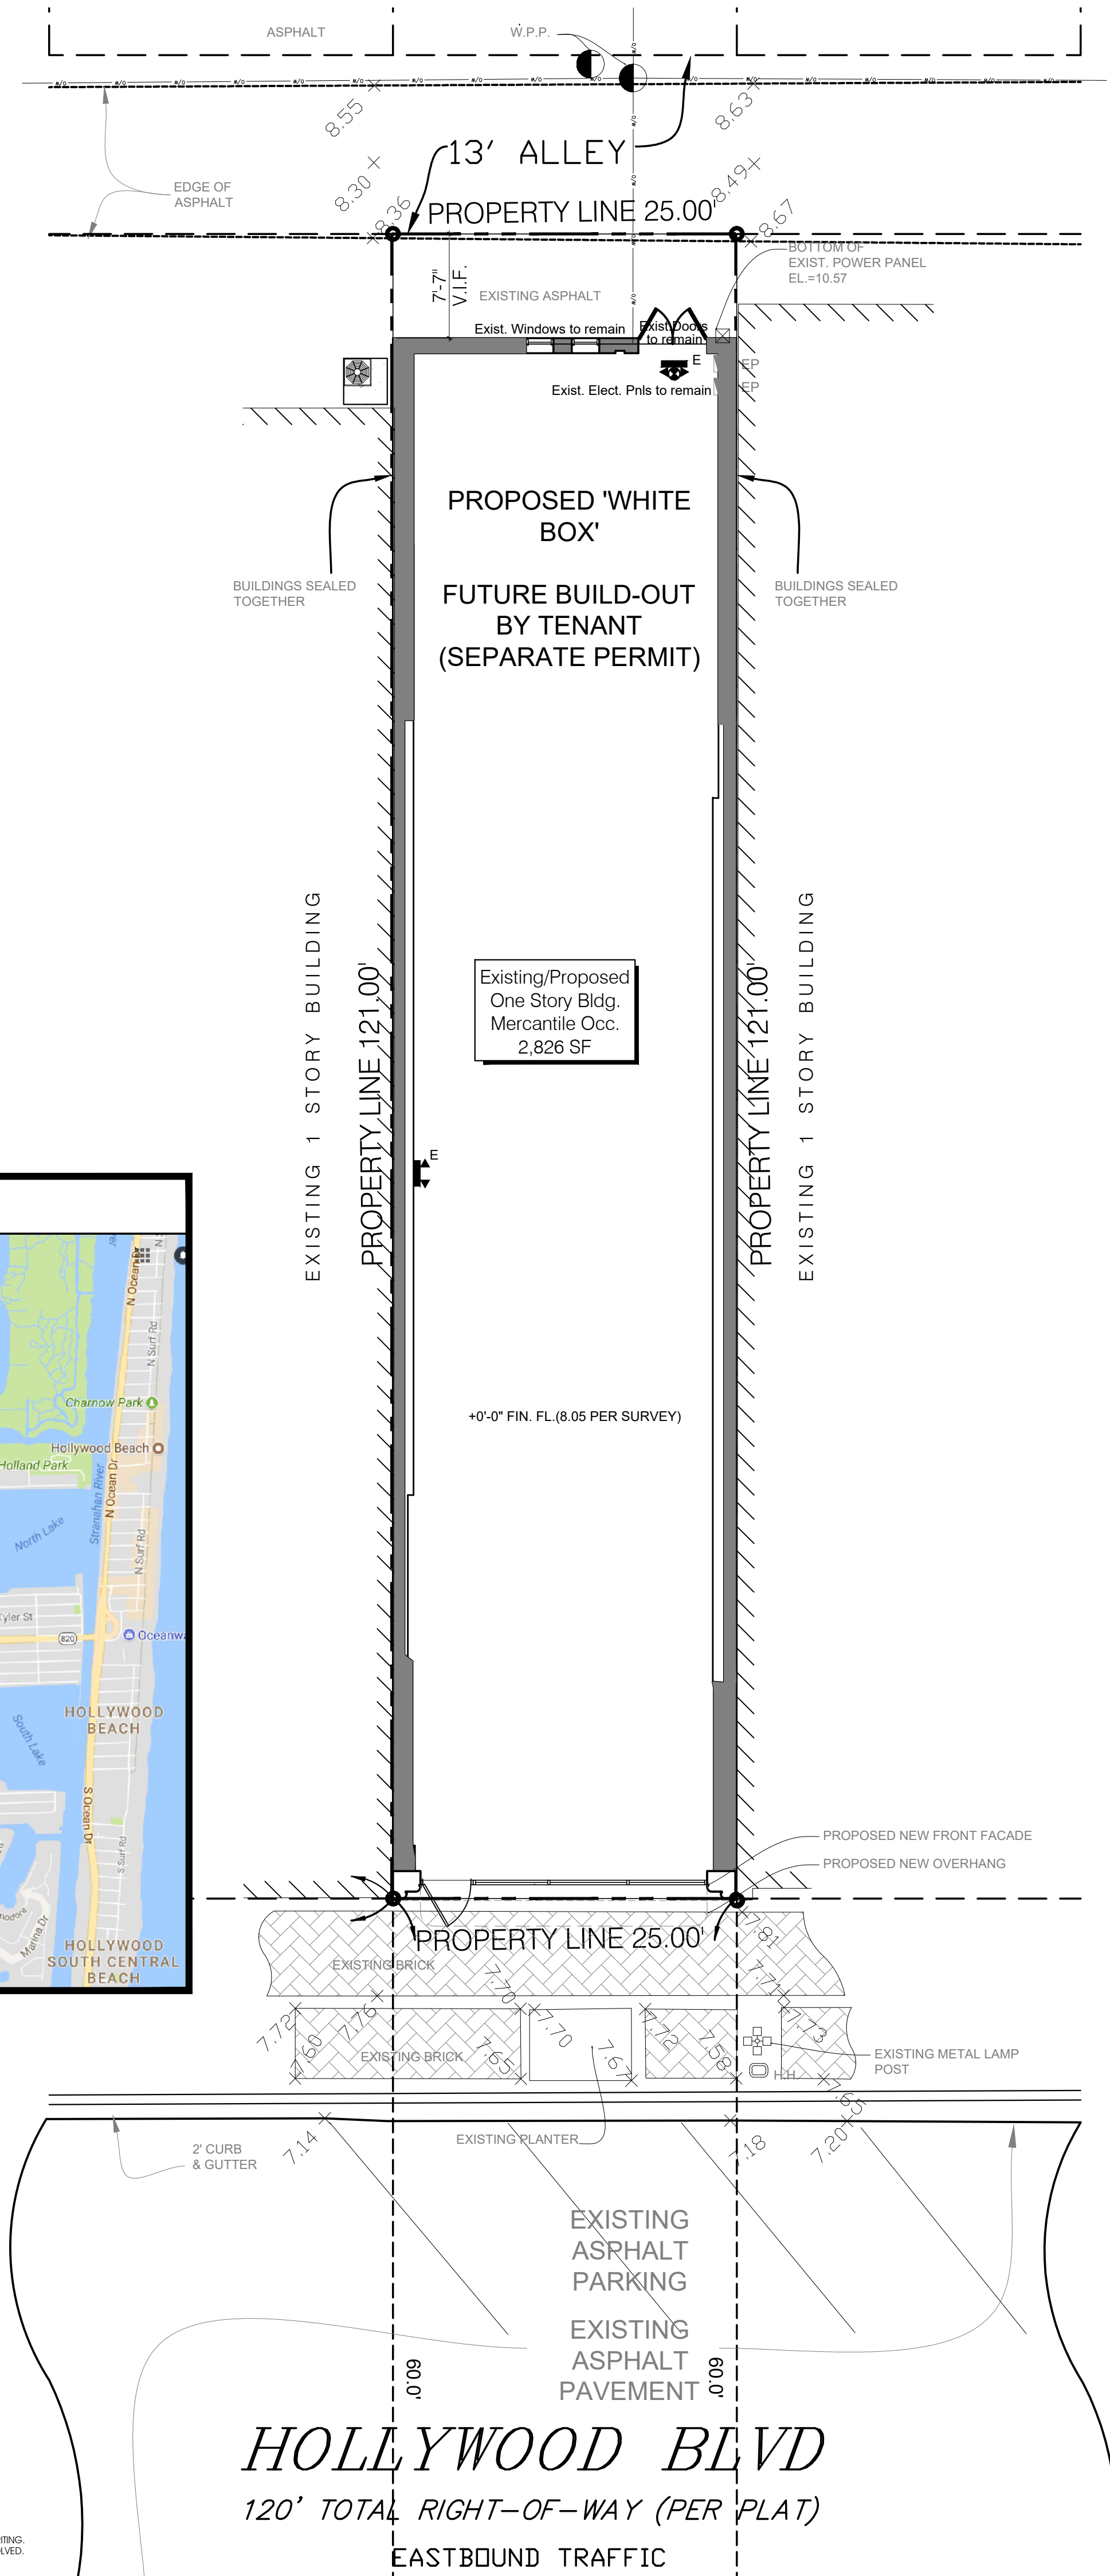 ASPHALT
W.P.P.
8.55
8.63
13' ALLEY
8.30
8.49
EDGE OF
ASPHALT
8.36
8.67
PROPERTY LINE 25.00'
BOTTOM OF
EXIST. POWER PANEL
EL.=10.57
7'-7"
V.I.F.
EXISTING ASPHALT
Exist. Windows to remain
Exist.Doors
to remain
E
EP
EP
Exist. Elect. Pnls to remain
PROPOSED 'WHITE
BOX'
FUTURE BUILD-OUT
BY TENANT
(SEPARATE PERMIT)
BUILDINGS SEALED
TOGETHER
BUILDINGS SEALED
TOGETHER
EXISTING 1 STORY BUILDING
PROPERTY LINE 121.00'
Existing/Proposed
One Story Bldg.
Mercantile Occ.
2,826 SF
PROPERTY LINE 121.00'
EXISTING 1 STORY BUILDING
E
+0'-0" FIN. FL.(8.05 PER SURVEY)
N Ocean Dr
N Surf Rd
Charnow Park
Hollywood Beach
Holland Park
N Ocean Dr
Stranahan River
North Lake
N Surf Rd
Tyler St
820
Oceanwa
HOLLYWOOD
BEACH
South Lake
S Ocean Dr
S Surf Rd
Marina Dr
HOLLYWOOD
SOUTH CENTRAL
BEACH
PROPOSED NEW FRONT FACADE
PROPOSED NEW OVERHANG
PROPERTY LINE 25.00'
7.81
EXISTING BRICK
7.70
7.71
7.72
7.76
7.60
7.70
7.72
7.73
EXISTING BRICK
7.65
7.67
7.58
EXISTING METAL LAMP
POST
H.H.
7.65
7.14
EXISTING PLANTER
7.18
7.20
2' CURB
& GUTTER
EXISTING
ASPHALT
PARKING
EXISTING
ASPHALT
PAVEMENT
60.0'
60.0'
HOLLYWOOD BLVD
120' TOTAL RIGHT-OF-WAY (PER PLAT)
EASTBOUND TRAFFIC